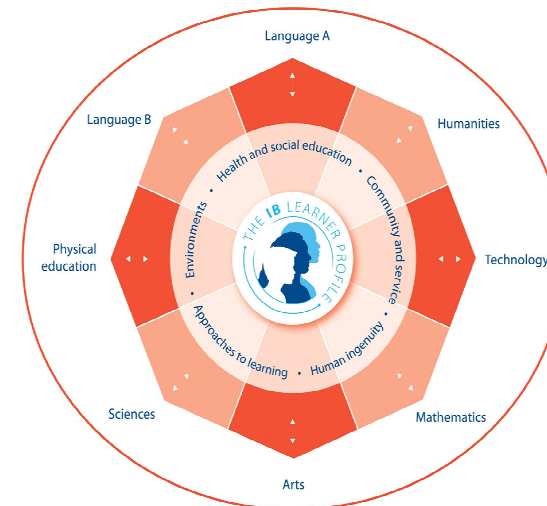 Language A
Language B
Humanities
Health and social education •
Community and service •
Environments •
THE IB LEARNER PROFILE
Physical
education
Technology
Approaches to learning •
Human ingenuity •
Sciences
Mathematics
Arts